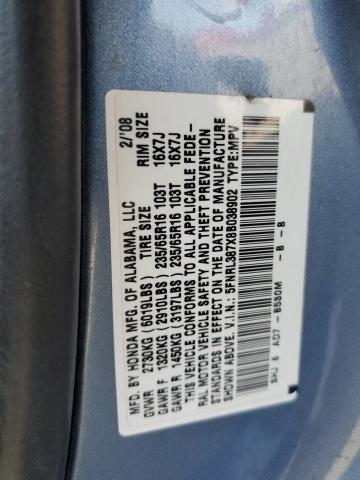 MFD. BY HONDA MFG. OF ALABAMA, LLC 2/'08
GVWR 2730KG (6019LBS) TIRE SIZE RIM SIZE
GAWR F 1320KG (2910LBS) 235/65R16 103T 16X7J
GAWR R 1450KG (3197LBS) 235/65R16 103T 16X7J
THIS VEHICLE CONFORMS TO ALL APPLICABLE FEDE-
RAL MOTOR VEHICLE SAFETY AND THEFT PREVENTION
STANDARDS IN EFFECT ON THE DATE OF MANUFACTURE
SHOWN ABOVE. V.I.N.: 5FNRL387X8B038902 TYPE:MPV
SHJ 6 AD7 - B530M - B - B